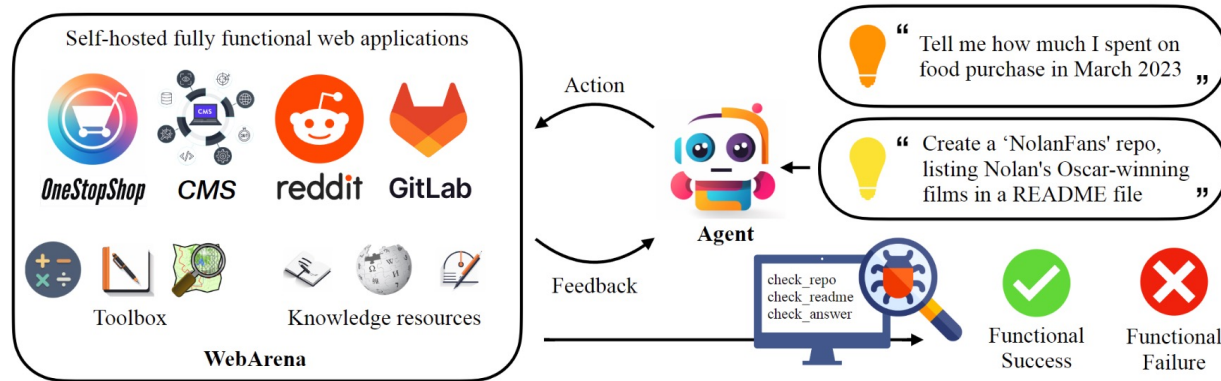 Self-hosted fully functional web applications
CMS
OneStopShop
CMS
reddit
GitLab
Toolbox
Knowledge resources
WebArena
Action
Feedback
Agent
“ Tell me how much I spent on
food purchase in March 2023 ”
“ Create a ‘NolanFans' repo,
listing Nolan's Oscar-winning
films in a README file ”
check_repo
check_readme
check_answer
Functional
Success
Functional
Failure